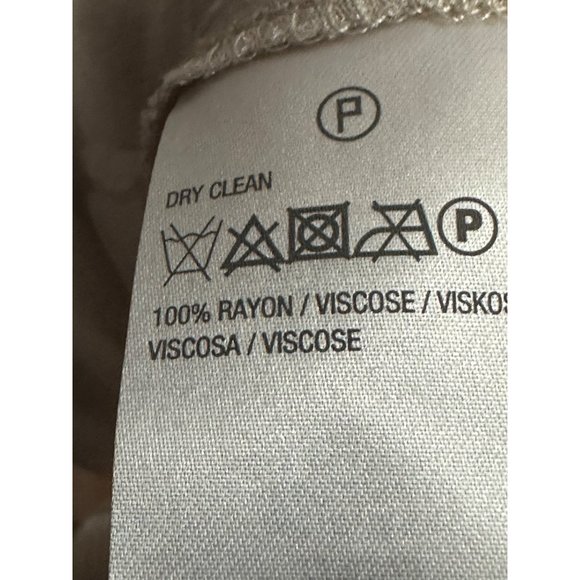 P
DRY CLEAN
P
100% RAYON / VISCOSE / VISKOS
VISCOSA / VISCOSE